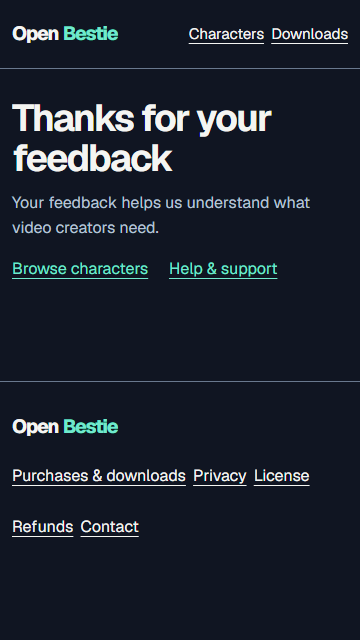 Open Bestie
Characters Downloads
Thanks for your
feedback
Your feedback helps us understand what
video creators need.
Browse characters Help & support
Open Bestie
Purchases & downloads Privacy License
Refunds Contact